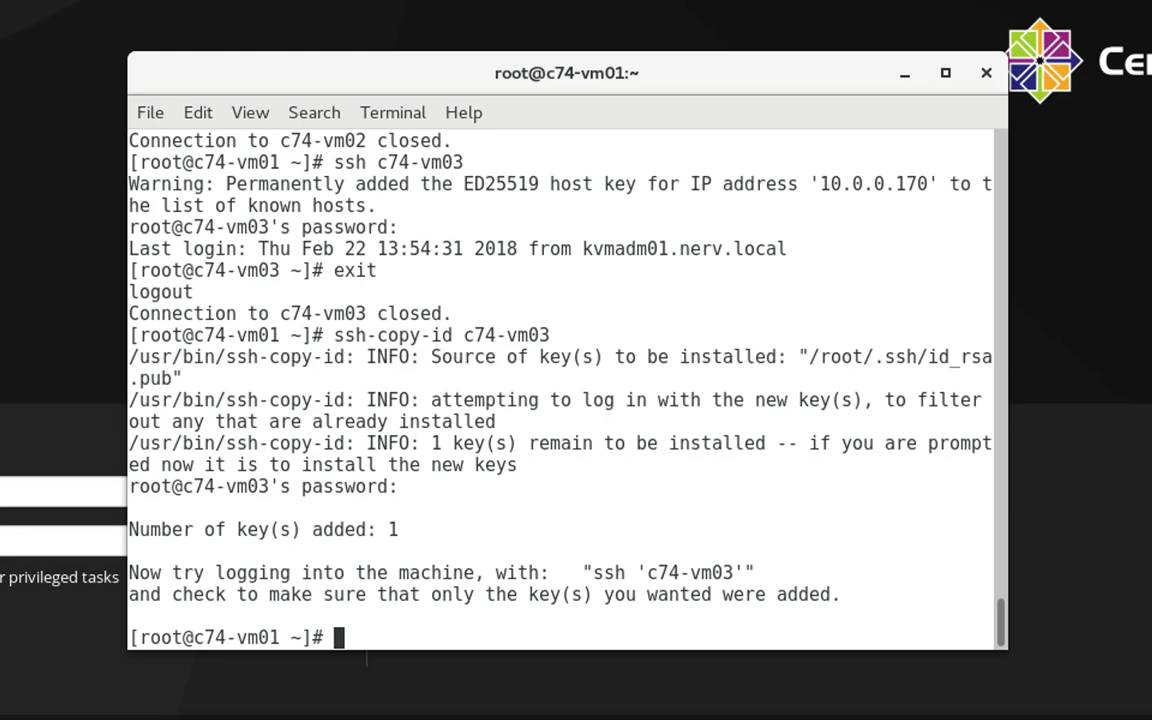 Ce
root@c74-vm01:~
File Edit View Search Terminal Help
Connection to c74-vm02 closed.
[root@c74-vm01 ~]# ssh c74-vm03
Warning: Permanently added the ED25519 host key for IP address '10.0.0.170' to t
he list of known hosts.
root@c74-vm03's password:
Last login: Thu Feb 22 13:54:31 2018 from kvmadm01.nerv.local
[root@c74-vm03 ~]# exit
logout
Connection to c74-vm03 closed.
[root@c74-vm01 ~]# ssh-copy-id c74-vm03
/usr/bin/ssh-copy-id: INFO: Source of key(s) to be installed: "/root/.ssh/id_rsa
.pub"
/usr/bin/ssh-copy-id: INFO: attempting to log in with the new key(s), to filter
out any that are already installed
/usr/bin/ssh-copy-id: INFO: 1 key(s) remain to be installed -- if you are prompt
ed now it is to install the new keys
root@c74-vm03's password:
Number of key(s) added: 1
r privileged tasks
Now try logging into the machine, with:   "ssh 'c74-vm03'"
and check to make sure that only the key(s) you wanted were added.
[root@c74-vm01 ~]#